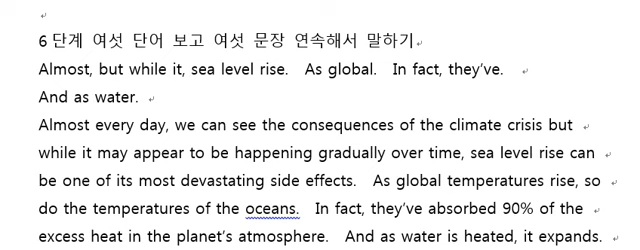 6 단계 여섯 단어 보고 여섯 문장 연속해서 말하기
Almost, but while it, sea level rise. As global. In fact, they’ve.
And as water.
Almost every day, we can see the consequences of the climate crisis but
while it may appear to be happening gradually over time, sea level rise can
be one of its most devastating side effects. As global temperatures rise, so
do the temperatures of the oceans. In fact, they’ve absorbed 90% of the
excess heat in the planet’s atmosphere. And as water is heated, it expands.